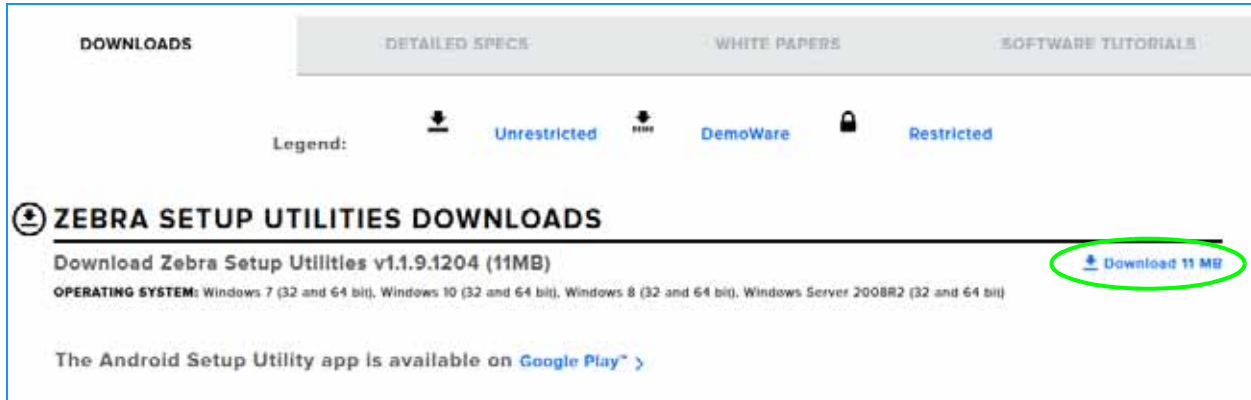 DOWNLOADS DETAILED SPECS WHITE PAPERS SOFTWARE TUTORIALS
Legend: Unrestricted DemoWare Restricted
ZEBRA SETUP UTILITIES DOWNLOADS
Download Zebra Setup Utilities v1.1.9.1204 (11MB) Download 11 MB
OPERATING SYSTEM: Windows 7 (32 and 64 bit), Windows 10 (32 and 64 bit), Windows 8 (32 and 64 bit), Windows Server 2008R2 (32 and 64 bit)
The Android Setup Utility app is available on Google Play™ >